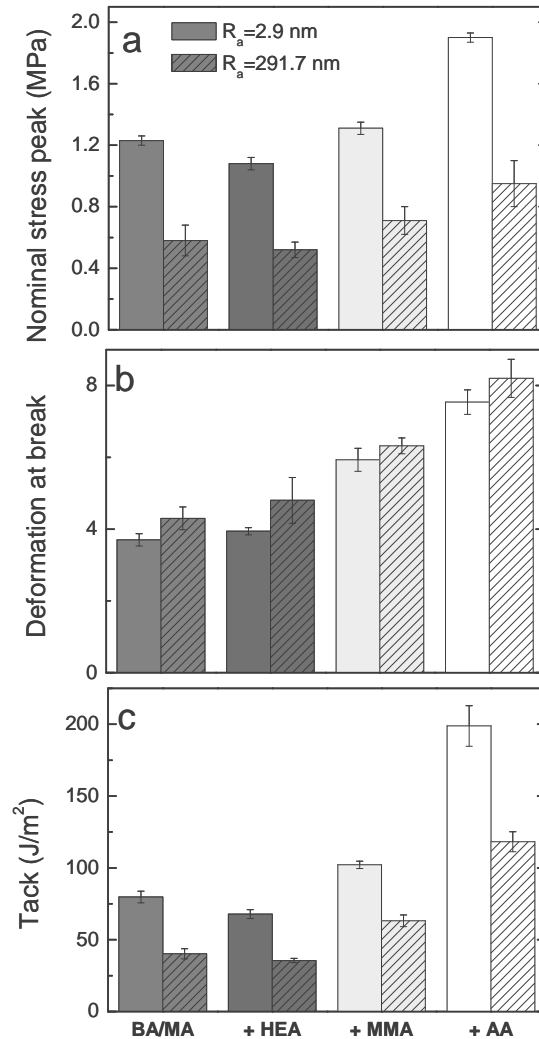 a
R_a=2.9 nm
R_a=291.7 nm
Nominal stress peak (MPa)
2.0
1.6
1.2
0.8
0.4
0.0
b
Deformation at break
8
4
0
c
Tack (J/m²)
200
150
100
50
0
BA/MA + HEA + MMA + AA